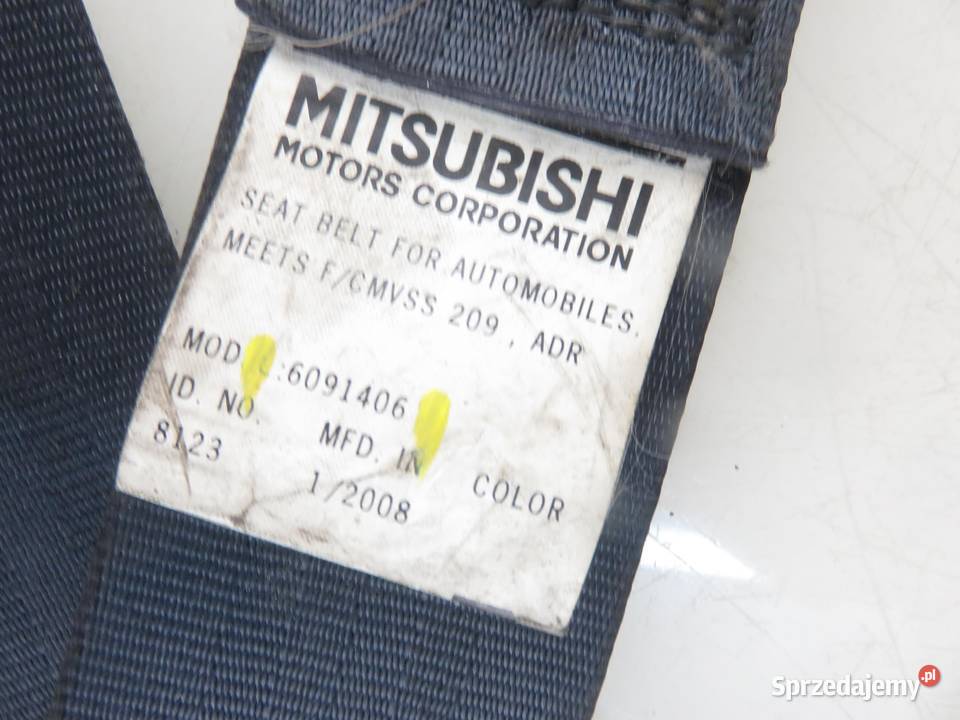 MITSUBISHI
MOTORS CORPORATION
SEAT BELT FOR AUTOMOBILES.
MEETS F/CMVSS 209 , ADR
MOD :6091406
ID. NO. MFD. IN COLOR
8123 1/2008
Sprzedajemy.pl